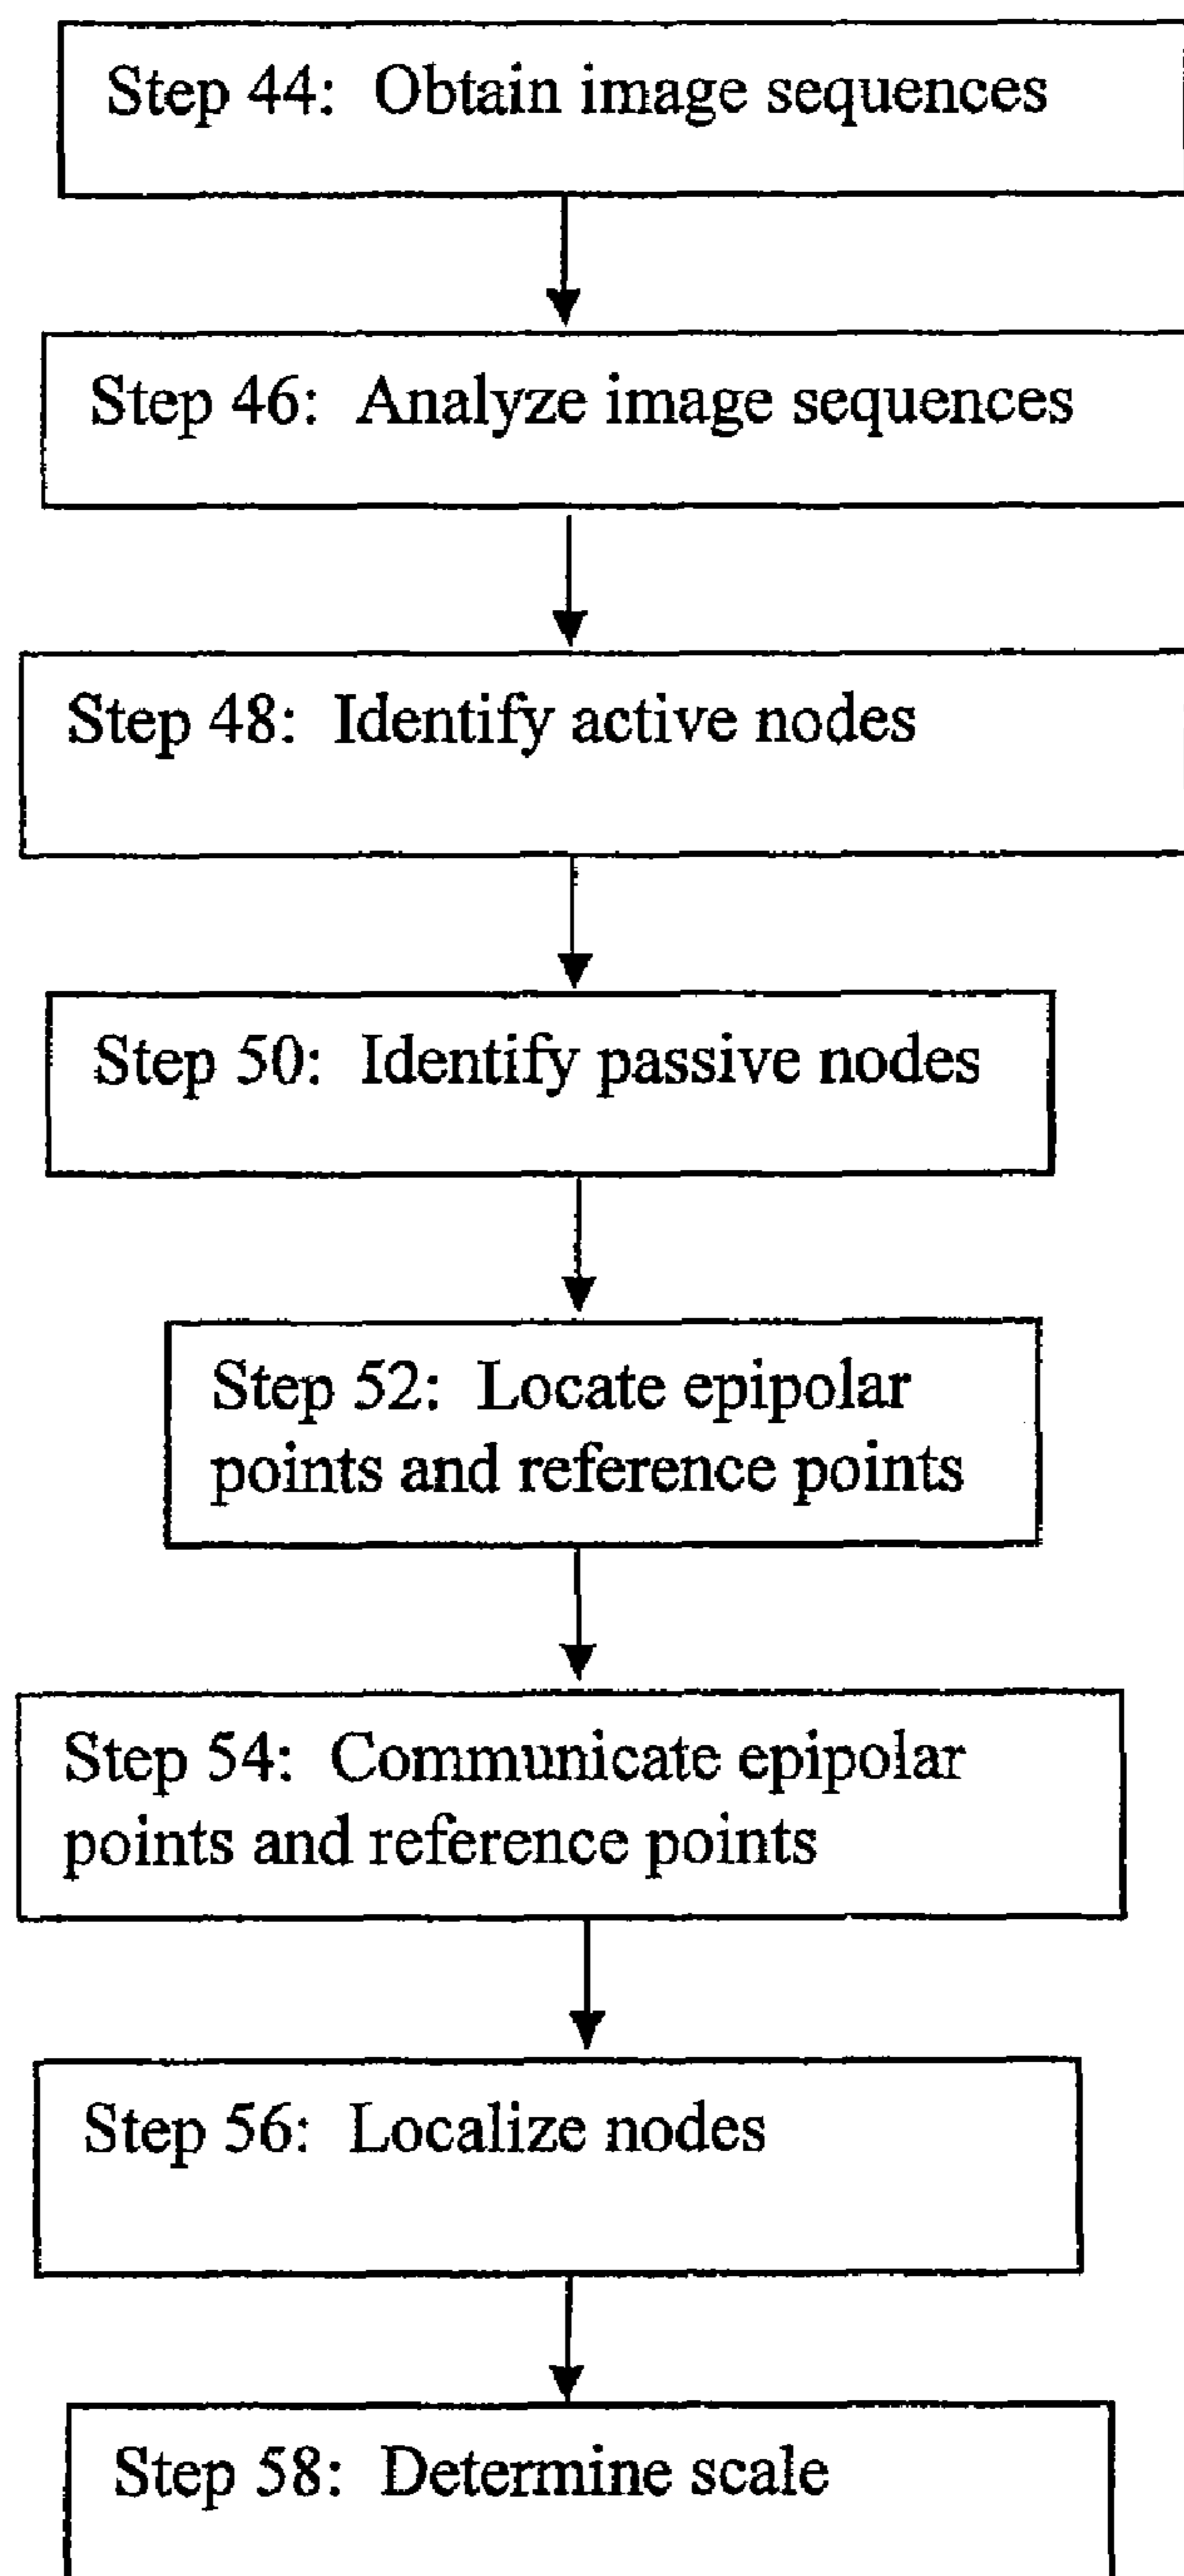 Step 44: Obtain image sequences
Step 46: Analyze image sequences
Step 48: Identify active nodes
Step 50: Identify passive nodes
Step 52: Locate epipolar
points and reference points
Step 54: Communicate epipolar
points and reference points
Step 56: Localize nodes
Step 58: Determine scale